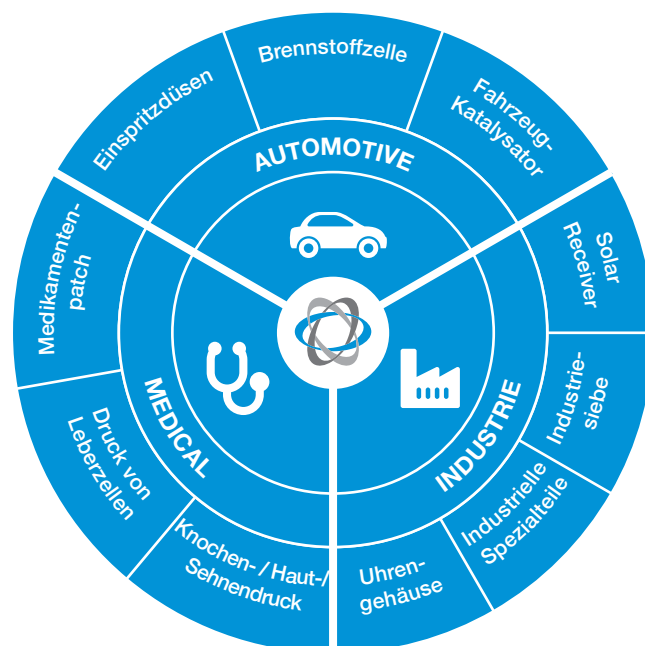 AUTOMOTIVE
Einspritzdüsen
Brennstoffzelle
Fahrzeug-
Katalysator
INDUSTRIE
Solar
Receiver
Industrie-
siebe
Industrielle
Spezialteile
Uhren-
gehäuse
MEDICAL
Knochen- / Haut-/
Sehnendruck
Druck von
Leberzellen
Medikamenten-
patch